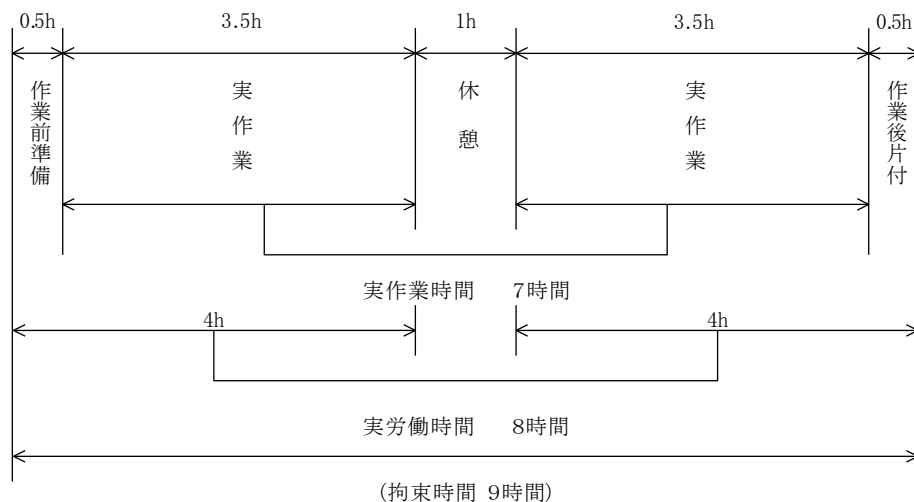 0.5h 3.5h 1h 3.5h 0.5h
作業前準備
実作業
休憩
実作業
作業後片付
実作業時間 7時間
4h 4h
実労働時間 8時間
(拘束時間 9時間)